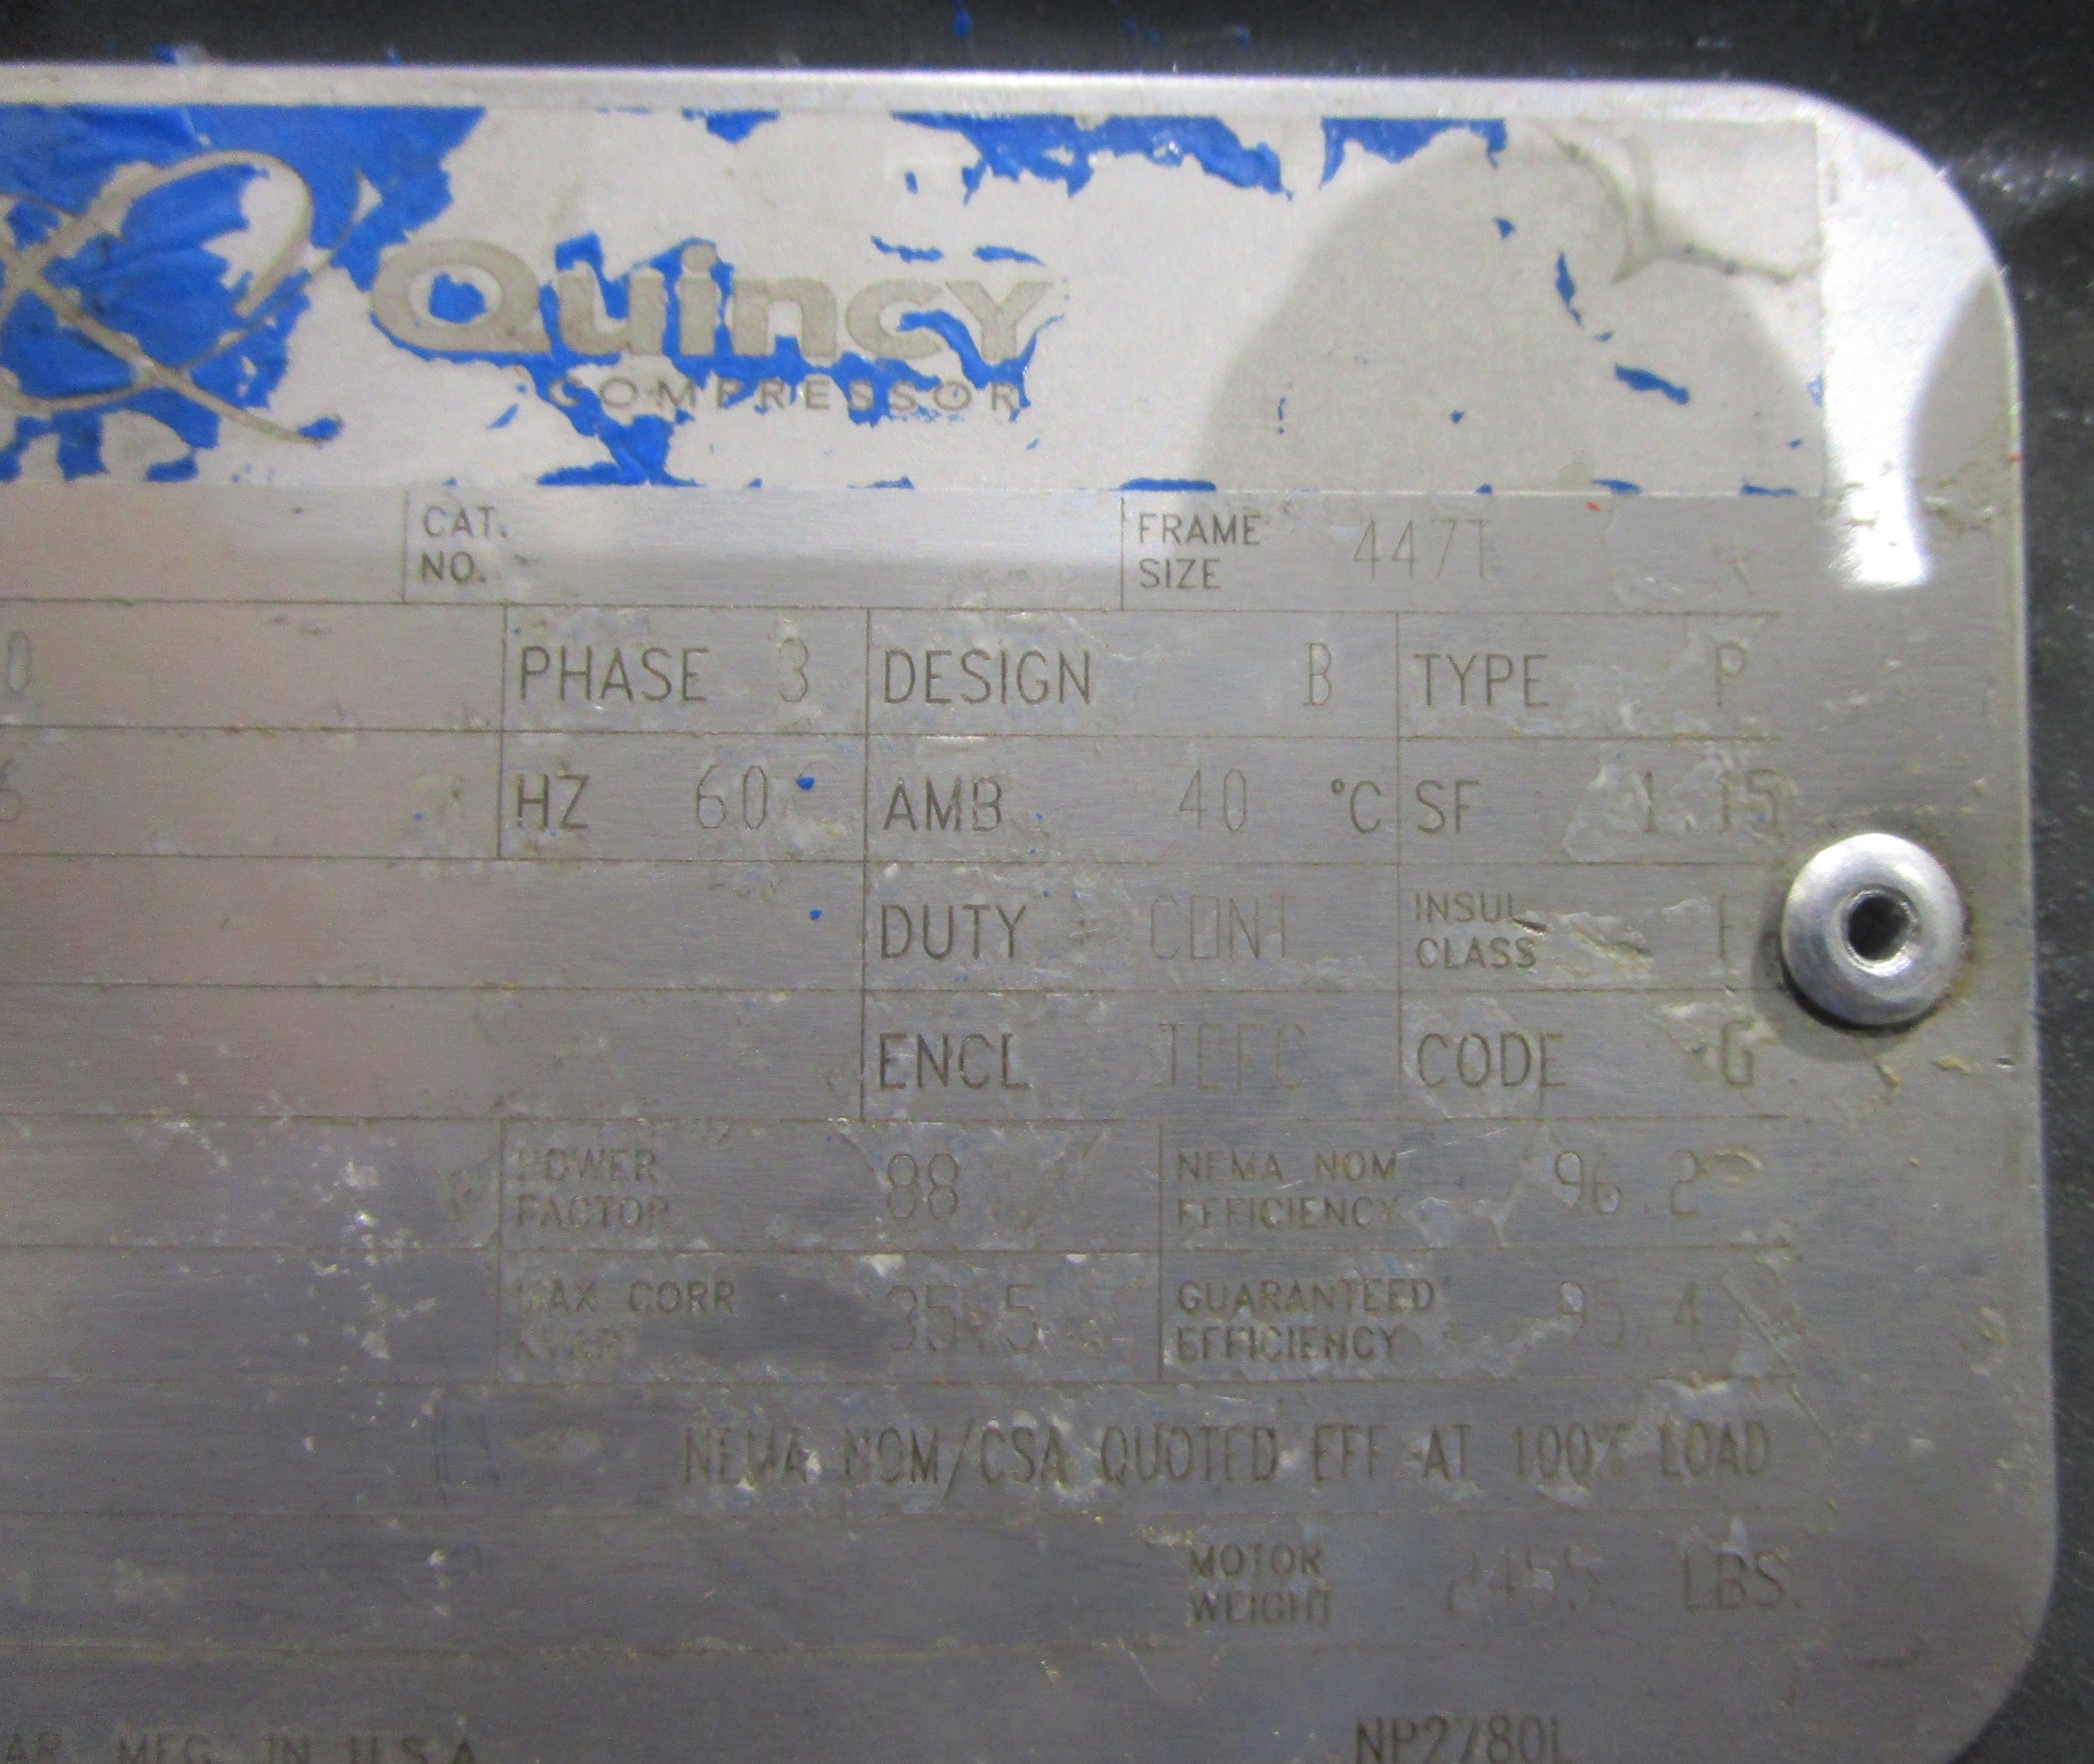 Quincy
COMPRESSOR
CAT. NO. FRAME SIZE 447T
0 PHASE 3 DESIGN B TYPE P
HZ 60 AMB 40 °C SF 1.15
DUTY CONT INSUL CLASS F
ENCL TEFC CODE G
POWER FACTOR 88 NEMA NOM EFFICIENCY 96.2
MAX CORR KVAR 35.5 GUARANTEED EFFICIENCY 95.4
NEMA NOM/CSA QUOTED EFF AT 100% LOAD
MOTOR WEIGHT 2455. LBS.
MFG. IN U.S.A. NP2780L